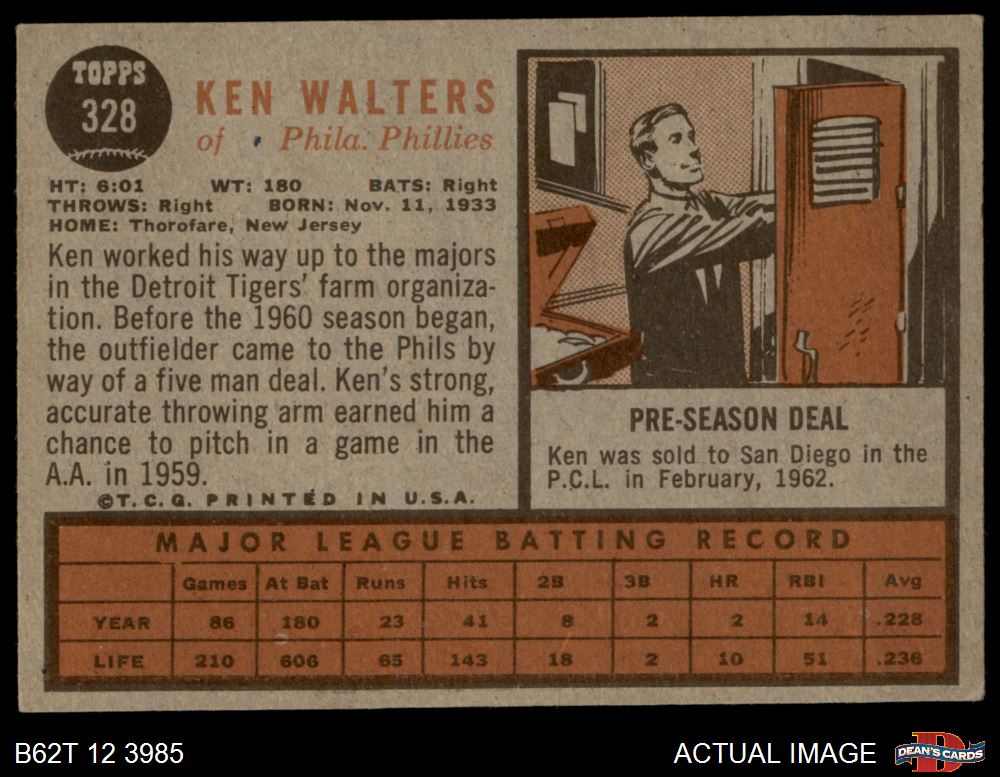 TOPPS
328
KEN WALTERS
of Phila. Phillies
HT: 6:01 WT: 180 BATS: Right
THROWS: Right BORN: Nov. 11, 1933
HOME: Thorofare, New Jersey
Ken worked his way up to the majors
in the Detroit Tigers' farm organiza-
tion. Before the 1960 season began,
the outfielder came to the Phils by
way of a five man deal. Ken's strong,
accurate throwing arm earned him a
chance to pitch in a game in the
A.A. in 1959.
©T.C.G. PRINTED IN U.S.A.
PRE-SEASON DEAL
Ken was sold to San Diego in the
P.C.L. in February, 1962.
MAJOR LEAGUE BATTING RECORD
Games At Bat Runs Hits 2B 3B HR RBI Avg
YEAR 86 180 23 41 8 2 2 14 .228
LIFE 210 606 65 143 18 2 10 51 .236
B62T 12 3985
ACTUAL IMAGE
D
DEAN'S CARDS